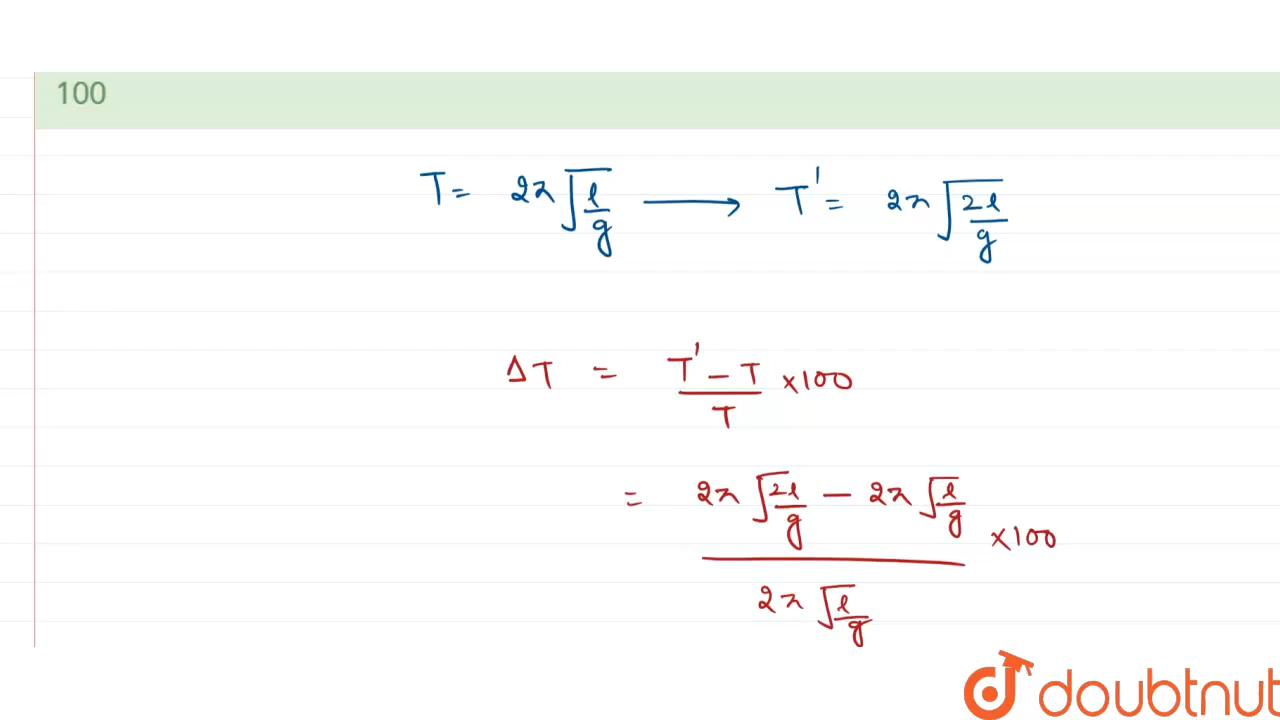 100
T = 2π√(l/g) ⟶ T' = 2π√(2l/g)
ΔT = (T' - T)/T ×100
= (2π√(2l/g) - 2π√(l/g))/(2π√(l/g)) ×100
doubtnut